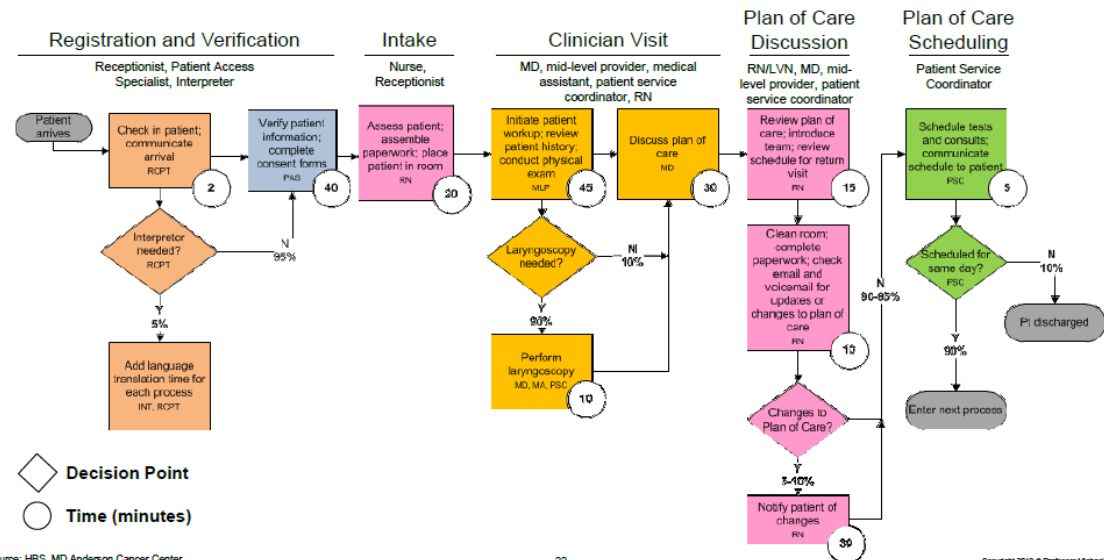 Registration and Verification
Receptionist, Patient Access
Specialist, Interpreter
Intake
Nurse,
Receptionist
Clinician Visit
MD, mid-level provider, medical
assistant, patient service
coordinator, RN
Plan of Care
Discussion
RN/LVN, MD, mid-
level provider, patient
service coordinator
Plan of Care
Scheduling
Patient Service
Coordinator
Patient
arrives
Check in patient;
communicate
arrival
RCPT
2
Verify patient
information;
complete
consent forms
PAS
40
Assess patient;
assemble
paperwork; place
patient in room
RN
20
Initiate patient
workup; review
patient history;
conduct physical
exam
MLP
45
Discuss plan of
care
MD
30
Review plan of
care; introduce
team; review
schedule for return
visit
RN
15
Schedule tests
and consults;
communicate
schedule to patient
PSC
5
Interpretor
needed?
RCPT
N
95%
Y
5%
Add language
translation time for
each process
INT, RCPT
Laryngoscopy
needed?
N
10%
Y
90%
Perform
laryngoscopy
MD, MA, PSC
10
Clean room;
complete
paperwork; check
email and
voicemail for
updates or
changes to plan of
care
RN
10
Changes to
Plan of Care?
N
90-95%
Y
5-10%
Notify patient of
changes
RN
30
Scheduled for
same day?
PSC
N
10%
Pt discharged
Y
90%
Enter next process
Decision Point
Time (minutes)
HBS, MD Anderson Cancer Center